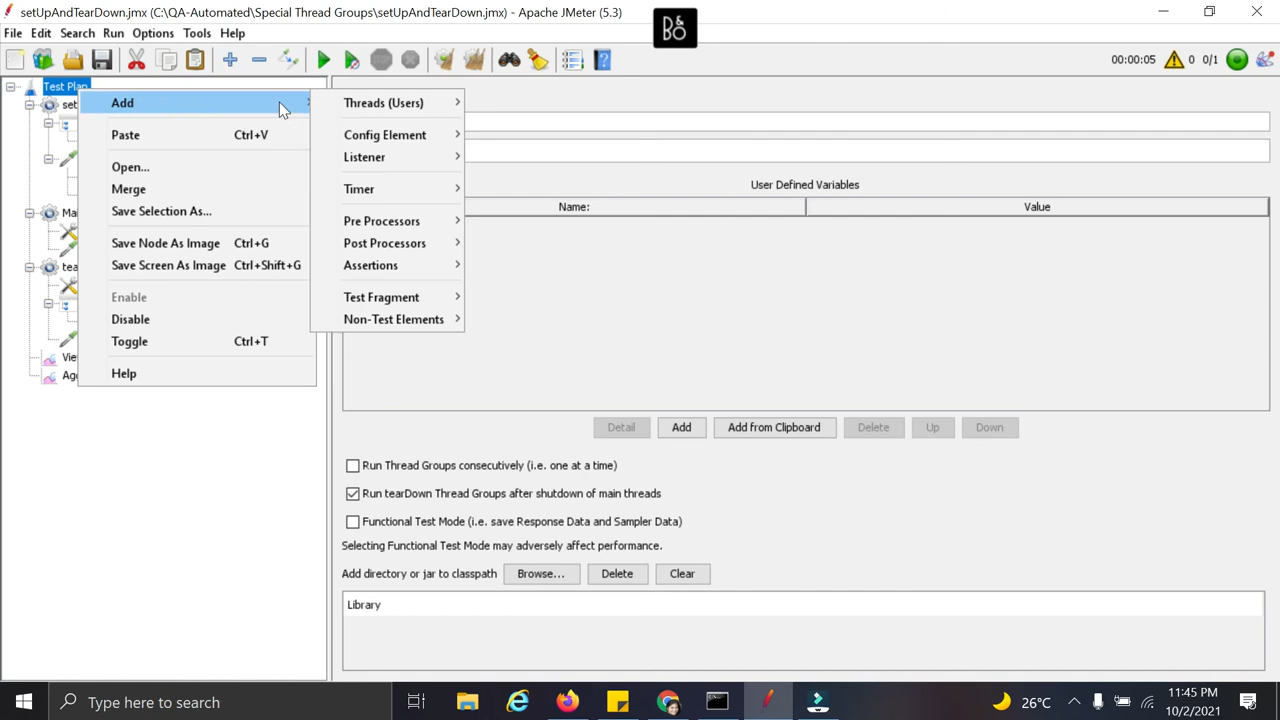 setUpAndTearDown.jmx (C:\QA-Automated\Special Thread Groups\setUpAndTearDown.jmx) - Apache JMeter (5.3)
D&
BO
File Edit Search Run Options Tools Help
00:00:05 0 0/1
Test Plan
set
Add
Paste Ctrl+V
Open...
Merge
Save Selection As...
Save Node As Image Ctrl+G
Save Screen As Image Ctrl+Shift+G
Enable
Disable
Toggle Ctrl+T
Help
Threads (Users)
Config Element
Listener
Timer
Pre Processors
Post Processors
Assertions
Test Fragment
Non-Test Elements
Mai
tea
Vie
Agg
User Defined Variables
Name: Value
Detail Add Add from Clipboard Delete Up Down
Run Thread Groups consecutively (i.e. one at a time)
Run tearDown Thread Groups after shutdown of main threads
Functional Test Mode (i.e. save Response Data and Sampler Data)
Selecting Functional Test Mode may adversely affect performance.
Add directory or jar to classpath Browse... Delete Clear
Library
Type here to search
26°C
11:45 PM
10/2/2021